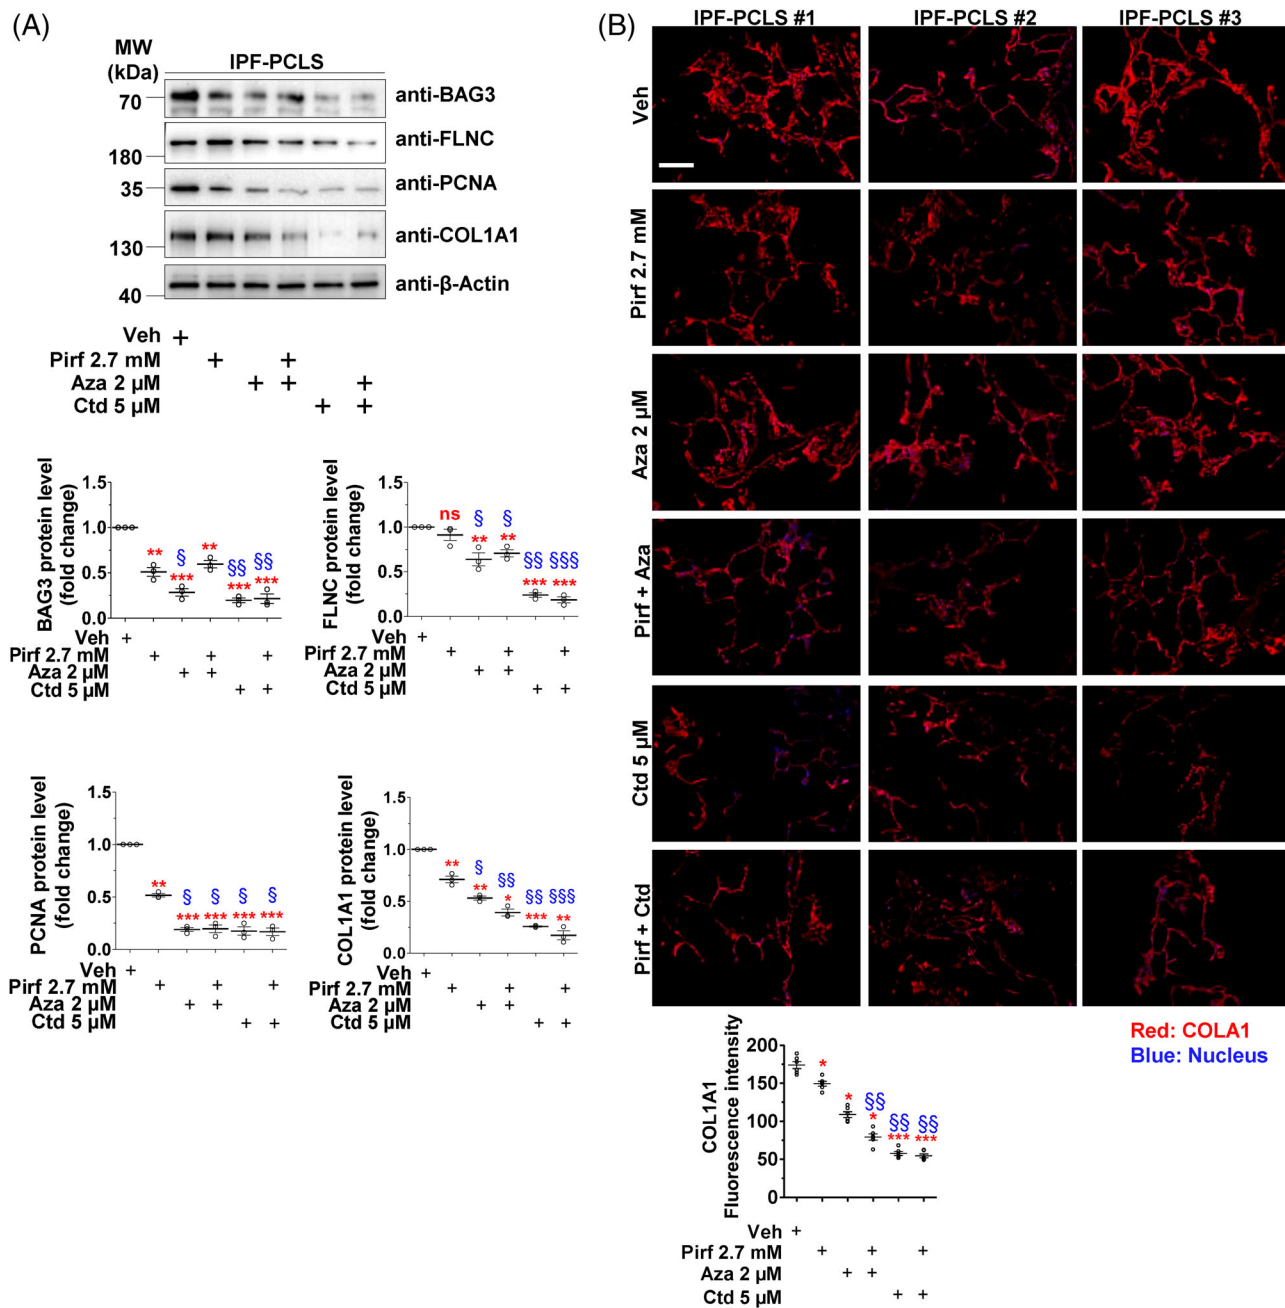 (A)
MW
(kDa)
IPF-PCLS
70
anti-BAG3
180
anti-FLNC
35
anti-PCNA
130
anti-COL1A1
40
anti-β-Actin
Veh +
Pirf 2.7 mM + +
Aza 2 µM + +
+
Ctd 5 µM + +
BAG3 protein level
(fold change)
1.5
1.0
0.5
0.0
** § *** ** §§ *** §§ ***
Veh +
Pirf 2.7 mM + + +
Aza 2 µM + +
Ctd 5 µM + +
FLNC protein level
(fold change)
1.5
1.0
0.5
0.0
ns § ** § ** §§ *** §§§ ***
Veh +
Pirf 2.7 mM + + +
Aza 2 µM + +
Ctd 5 µM + +
PCNA protein level
(fold change)
1.5
1.0
0.5
0.0
** § *** § *** § *** § ***
Veh +
Pirf 2.7 mM + + +
Aza 2 µM + +
Ctd 5 µM + +
COL1A1 protein level
(fold change)
1.5
1.0
0.5
0.0
** § ** §§ * §§ *** §§§ **
Veh +
Pirf 2.7 mM + + +
Aza 2 µM + +
Ctd 5 µM + +
(B)
IPF-PCLS #1
IPF-PCLS #2
IPF-PCLS #3
Veh
Pirf 2.7 mM
Aza 2 µM
Pirf + Aza
Ctd 5 µM
Pirf + Ctd
Red: COLA1
Blue: Nucleus
COL1A1
Fluorescence intensity
200
150
100
50
0
* * §§ * §§ *** §§ ***
Veh +
Pirf 2.7 mM + + +
Aza 2 µM + +
Ctd 5 µM + +